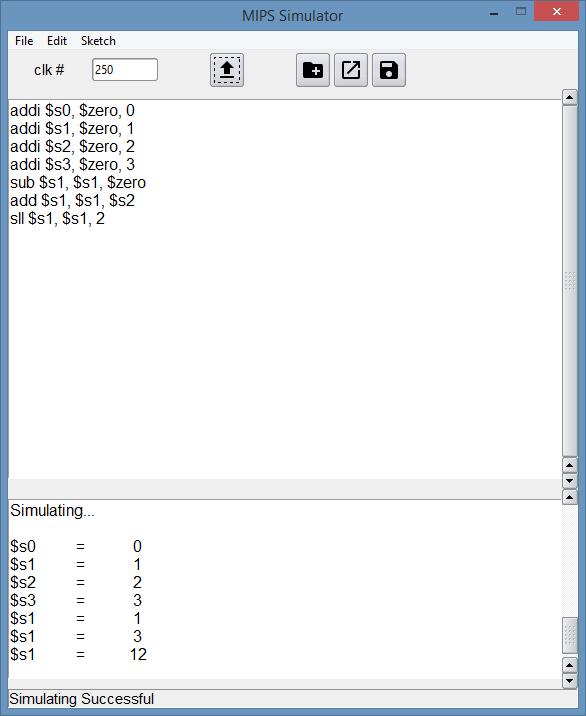 MIPS Simulator
File Edit Sketch
clk # 250
addi $s0, $zero, 0
addi $s1, $zero, 1
addi $s2, $zero, 2
addi $s3, $zero, 3
sub $s1, $s1, $zero
add $s1, $s1, $s2
sll $s1, $s1, 2
Simulating...
$s0 = 0
$s1 = 1
$s2 = 2
$s3 = 3
$s1 = 1
$s1 = 3
$s1 = 12
Simulating Successful